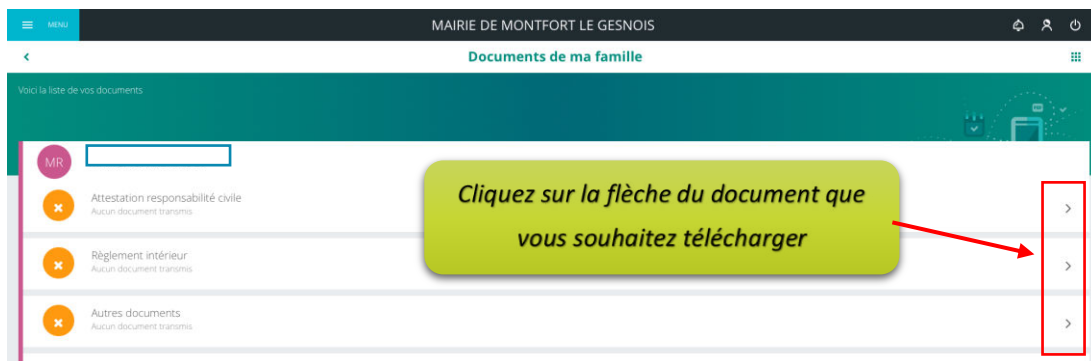 MENU
MAIRIE DE MONTFORT LE GESNOIS
Documents de ma famille
Voici la liste de vos documents
MR
Attestation responsabilité civile
Aucun document transmis
Cliquez sur la flèche du document que
vous souhaitez télécharger
Règlement intérieur
Aucun document transmis
Autres documents
Aucun document transmis